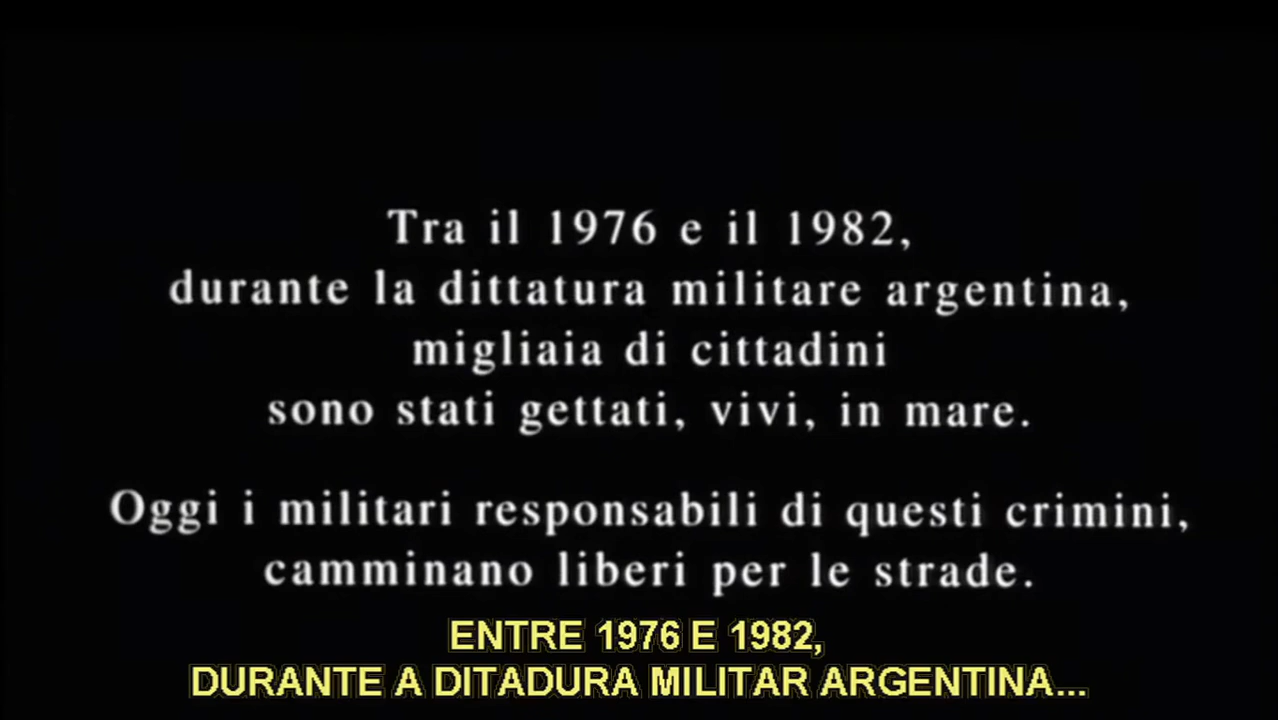 Tra il 1976 e il 1982,
durante la dittatura militare argentina,
migliaia di cittadini
sono stati gettati, vivi, in mare.
Oggi i militari responsabili di questi crimini,
camminano liberi per le strade.
ENTRE 1976 E 1982,
DURANTE A DITADURA MILITAR ARGENTINA...